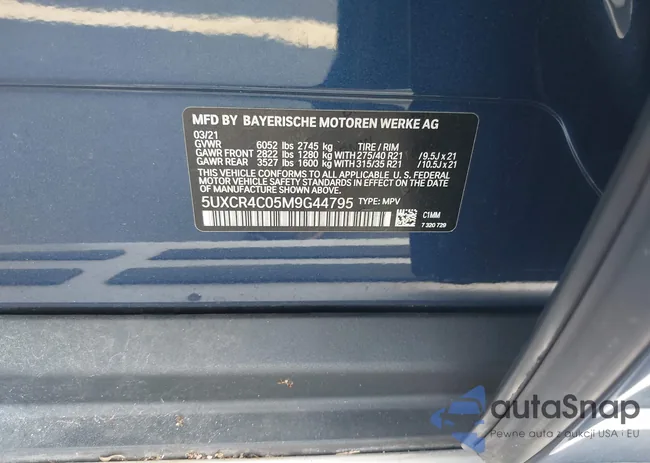 MFD BY BAYERISCHE MOTOREN WERKE AG
03/21
GVWR 6052 lbs 2745 kg TIRE / RIM
GAWR FRONT 2822 lbs 1280 kg WITH 275/40 R21 /9.5J x 21
GAWR REAR 3527 lbs 1600 kg WITH 315/35 R21 /10.5J x 21
THIS VEHICLE CONFORMS TO ALL APPLICABLE U. S. FEDERAL
MOTOR VEHICLE SAFETY STANDARDS IN EFFECT ON THE DATE OF
MANUFACTURE SHOWN ABOVE.
5UXCR4C05M9G44795 TYPE: MPV
C1MM
7 320 729
autaSnap
Pewne auta z aukcji USA i EU